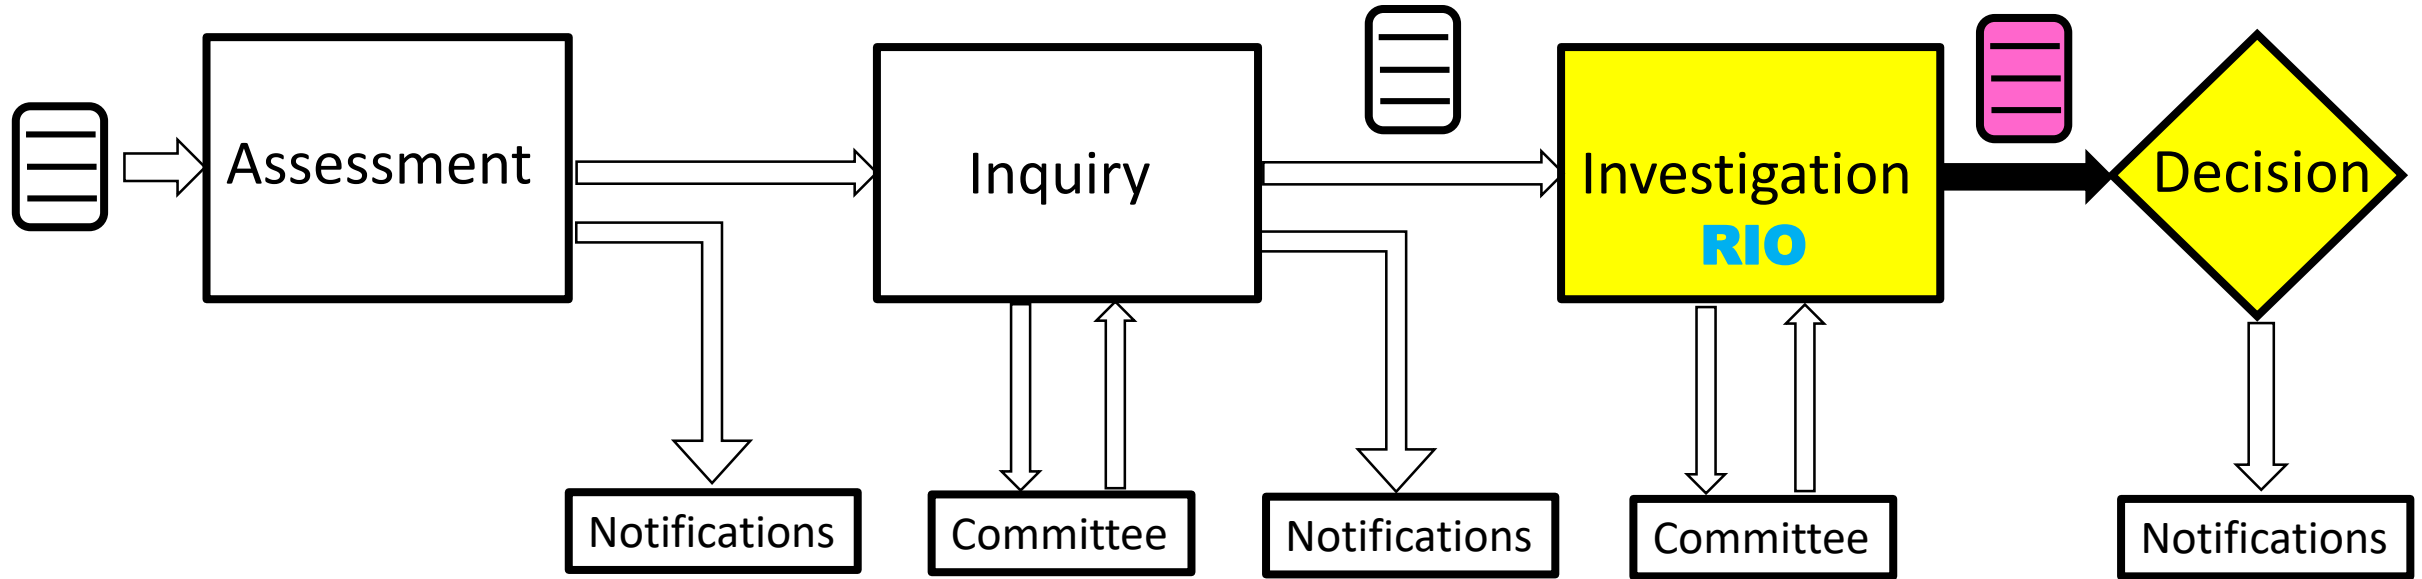 Assessment
Inquiry
Investigation
RIO
Decision
Notifications
Committee
Notifications
Committee
Notifications